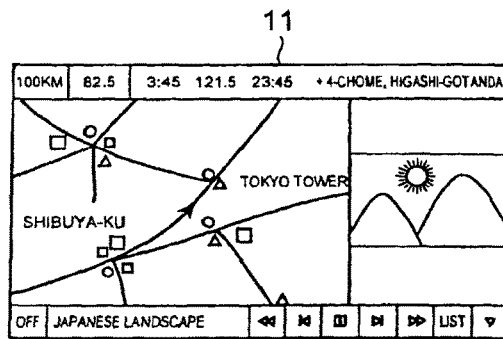 11
100KM 82.5 3:45 121.5 23:45 + 4-CHOME, HIGASHI-GOTANDA
TOKYO TOWER
SHIBUYA-KU
OFF JAPANESE LANDSCAPE LIST